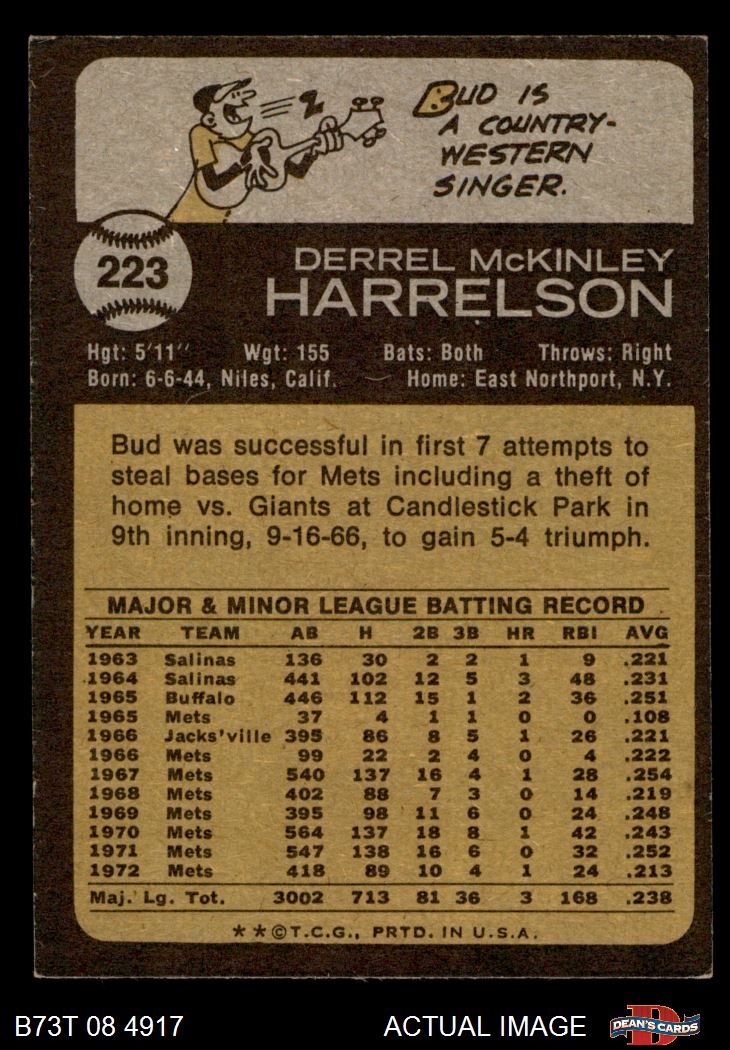 BUD IS
A COUNTRY-
WESTERN
SINGER.
223
DERREL McKINLEY
HARRELSON
Hgt: 5'11" Wgt: 155 Bats: Both Throws: Right
Born: 6-6-44, Niles, Calif. Home: East Northport, N.Y.
Bud was successful in first 7 attempts to
steal bases for Mets including a theft of
home vs. Giants at Candlestick Park in
9th inning, 9-16-66, to gain 5-4 triumph.
MAJOR & MINOR LEAGUE BATTING RECORD
YEAR TEAM AB H 2B 3B HR RBI AVG
1963 Salinas 136 30 2 2 1 9 .221
1964 Salinas 441 102 12 5 3 48 .231
1965 Buffalo 446 112 15 1 2 36 .251
1965 Mets 37 4 1 1 0 0 .108
1966 Jacks'ville 395 86 8 5 1 26 .221
1966 Mets 99 22 2 4 0 4 .222
1967 Mets 540 137 16 4 1 28 .254
1968 Mets 402 88 7 3 0 14 .219
1969 Mets 395 98 11 6 0 24 .248
1970 Mets 564 137 18 8 1 42 .243
1971 Mets 547 138 16 6 0 32 .252
1972 Mets 418 89 10 4 1 24 .213
Maj. Lg. Tot. 3002 713 81 36 3 168 .238
**©T.C.G., PRTD. IN U.S.A.
B73T 08 4917 ACTUAL IMAGE DEAN'S CARDS